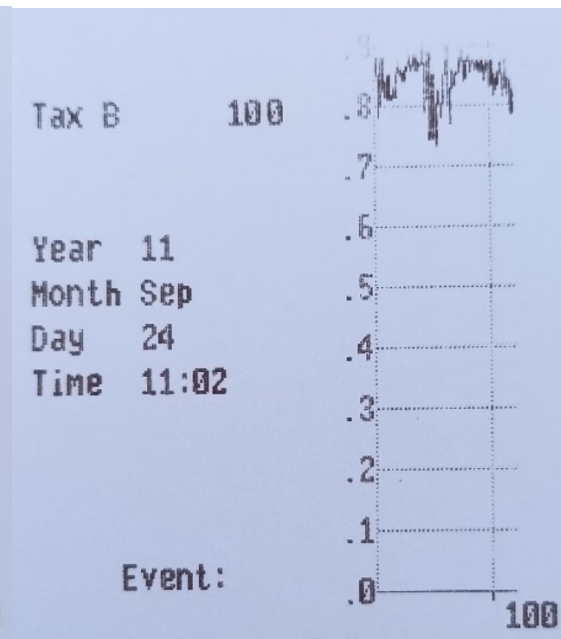 Tax B 100
Year 11
Month Sep
Day 24
Time 11:02
Event:
.9
.8
.7
.6
.5
.4
.3
.2
.1
.0
100